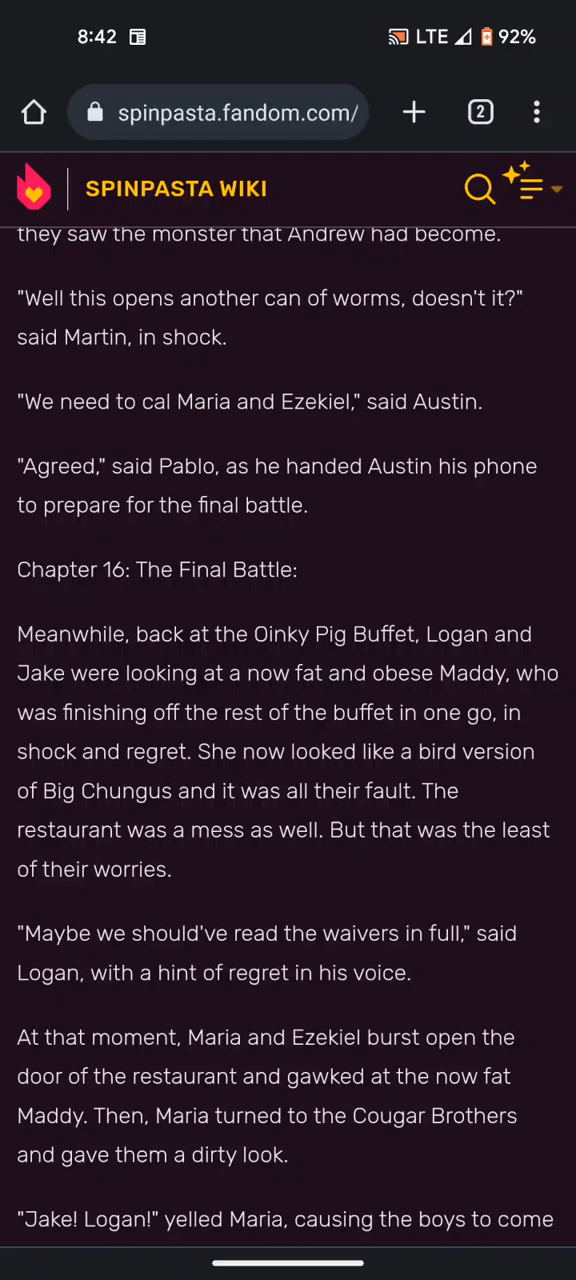 8:42
LTE 92%
spinpasta.fandom.com/
2
SPINPASTA WIKI
they saw the monster that Andrew had become.
"Well this opens another can of worms, doesn't it?"
said Martin, in shock.
"We need to cal Maria and Ezekiel," said Austin.
"Agreed," said Pablo, as he handed Austin his phone
to prepare for the final battle.
Chapter 16: The Final Battle:
Meanwhile, back at the Oinky Pig Buffet, Logan and
Jake were looking at a now fat and obese Maddy, who
was finishing off the rest of the buffet in one go, in
shock and regret. She now looked like a bird version
of Big Chungus and it was all their fault. The
restaurant was a mess as well. But that was the least
of their worries.
"Maybe we should've read the waivers in full," said
Logan, with a hint of regret in his voice.
At that moment, Maria and Ezekiel burst open the
door of the restaurant and gawked at the now fat
Maddy. Then, Maria turned to the Cougar Brothers
and gave them a dirty look.
"Jake! Logan!" yelled Maria, causing the boys to come